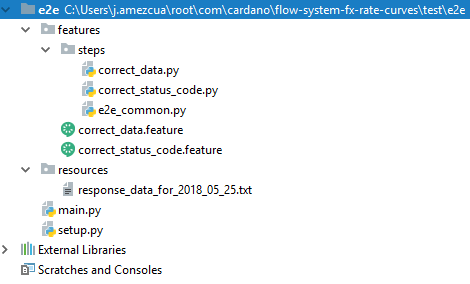 e2e C:\Users\j.amezcua\root\com\cardano\flow-system-fx-rate-curves\test\e2e
features
steps
correct_data.py
correct_status_code.py
e2e_common.py
correct_data.feature
correct_status_code.feature
resources
response_data_for_2018_05_25.txt
main.py
setup.py
External Libraries
Scratches and Consoles